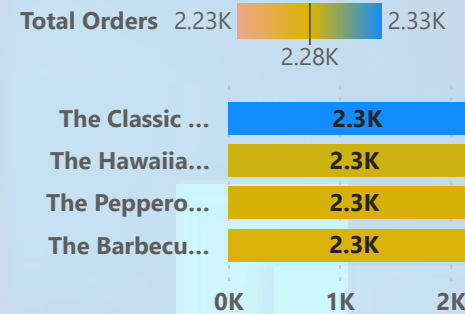 Total Orders 2.23K 2.33K
2.28K
The Classic ... 2.3K
The Hawaiia... 2.3K
The Peppero... 2.3K
The Barbecu... 2.3K
0K 1K 2K